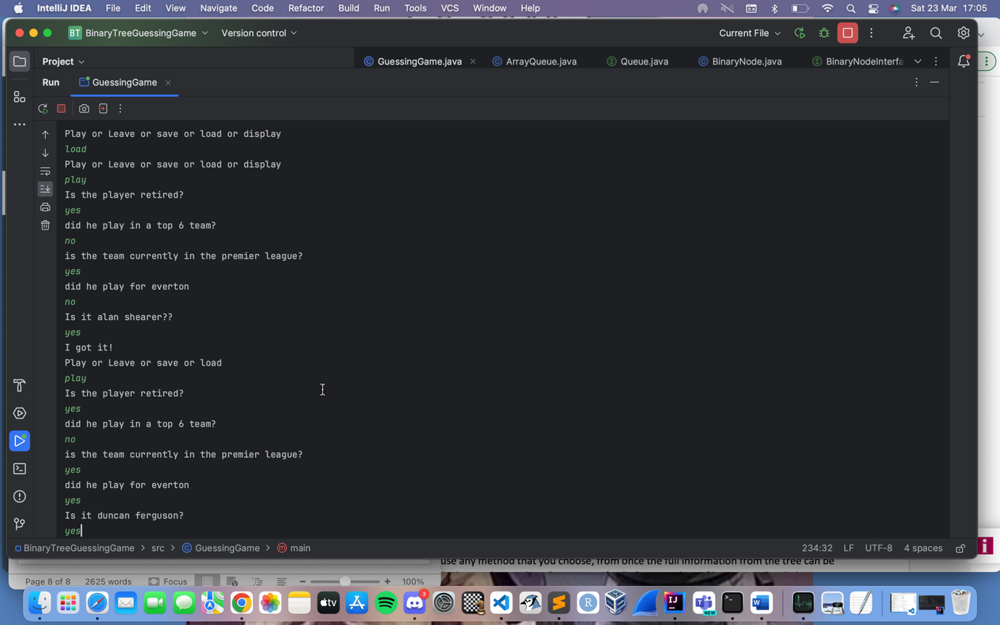 IntelliJ IDEA File Edit View Navigate Code Refactor Build Run Tools VCS Window Help Sat 23 Mar 17:05
BT BinaryTreeGuessingGame Version control Current File
Project GuessingGame.java ArrayQueue.java Queue.java BinaryNode.java BinaryNodeInterfa
Run GuessingGame
Play or Leave or save or load or display
load
Play or Leave or save or load or display
play
Is the player retired?
yes
did he play in a top 6 team?
no
is the team currently in the premier league?
yes
did he play for everton
no
Is it alan shearer??
yes
I got it!
Play or Leave or save or load
play
Is the player retired?
yes
did he play in a top 6 team?
no
is the team currently in the premier league?
yes
did he play for everton
yes
Is it duncan ferguson?
yes
BinaryTreeGuessingGame > src > GuessingGame > main 234:32 LF UTF-8 4 spaces
use any method that you choose, from once the full information from the tree can be
Page 8 of 8 2625 words Focus 100%
tv 3 R IJ NEW W